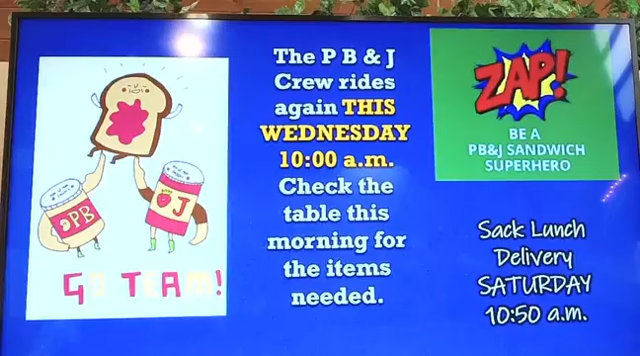 PB
J
GO TEAM!
The P B & J
Crew rides
again THIS
WEDNESDAY
10:00 a.m.
Check the
table this
morning for
the items
needed.
ZAP!
BE A
PB&J SANDWICH
SUPERHERO
Sack Lunch
Delivery
SATURDAY
10:50 a.m.